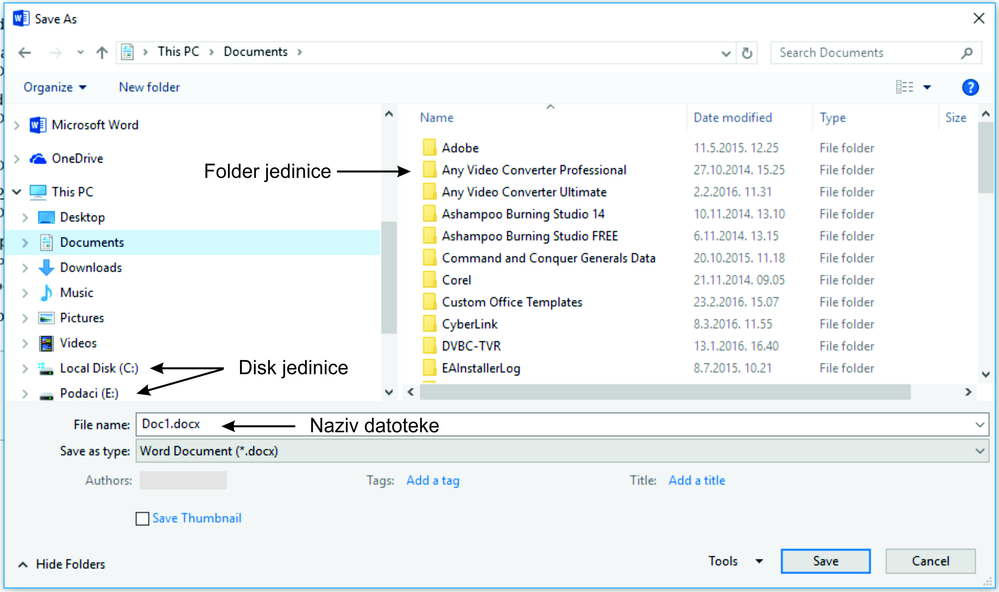 Save As
This PC > Documents >
Search Documents
Organize
New folder
Name
Date modified
Type
Size
Microsoft Word
OneDrive
This PC
Desktop
Documents
Downloads
Music
Pictures
Videos
Local Disk (C:)
Podaci (E:)
Folder jedinice
Disk jedinice
Adobe 11.5.2015. 12.25 File folder
Any Video Converter Professional 27.10.2014. 15.25 File folder
Any Video Converter Ultimate 2.2.2016. 11.31 File folder
Ashampoo Burning Studio 14 10.11.2014. 13.10 File folder
Ashampoo Burning Studio FREE 6.11.2014. 13.15 File folder
Command and Conquer Generals Data 20.10.2015. 11.18 File folder
Corel 21.11.2014. 09.05 File folder
Custom Office Templates 23.2.2016. 15.07 File folder
CyberLink 8.3.2016. 11.55 File folder
DVBC-TVR 13.1.2016. 16.40 File folder
EAInstallerLog 8.7.2015. 10.21 File folder
File name: Doc1.docx
Naziv datoteke
Save as type: Word Document (*.docx)
Authors:
Tags: Add a tag
Title: Add a title
Save Thumbnail
Hide Folders
Tools
Save
Cancel